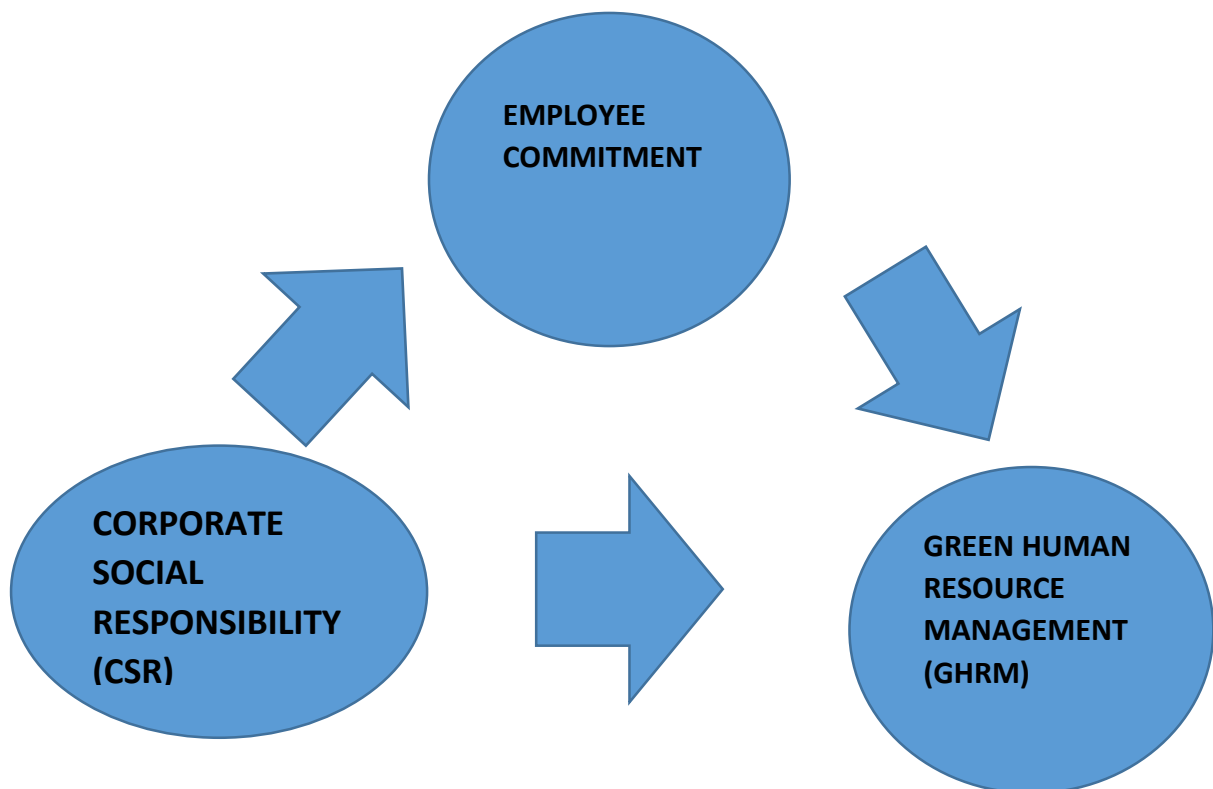 EMPLOYEE
COMMITMENT
CORPORATE
SOCIAL
RESPONSIBILITY
(CSR)
GREEN HUMAN
RESOURCE
MANAGEMENT
(GHRM)